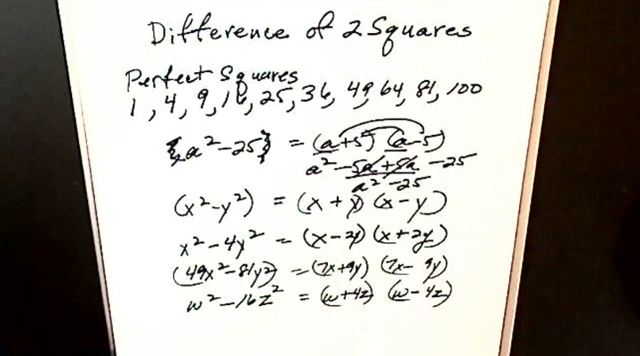 Difference of 2 Squares
Perfect Squares
1, 4, 9, 16, 25, 36, 49, 64, 81, 100
{a²-25} = (a+5)(a-5)
a²-5a+5a-25
a²-25
(x²-y²) = (x+y)(x-y)
x²-4y² = (x-2y)(x+2y)
(49x²-81y²) = (7x+9y)(7x-9y)
w²-16z² = (w+4z)(w-4z)